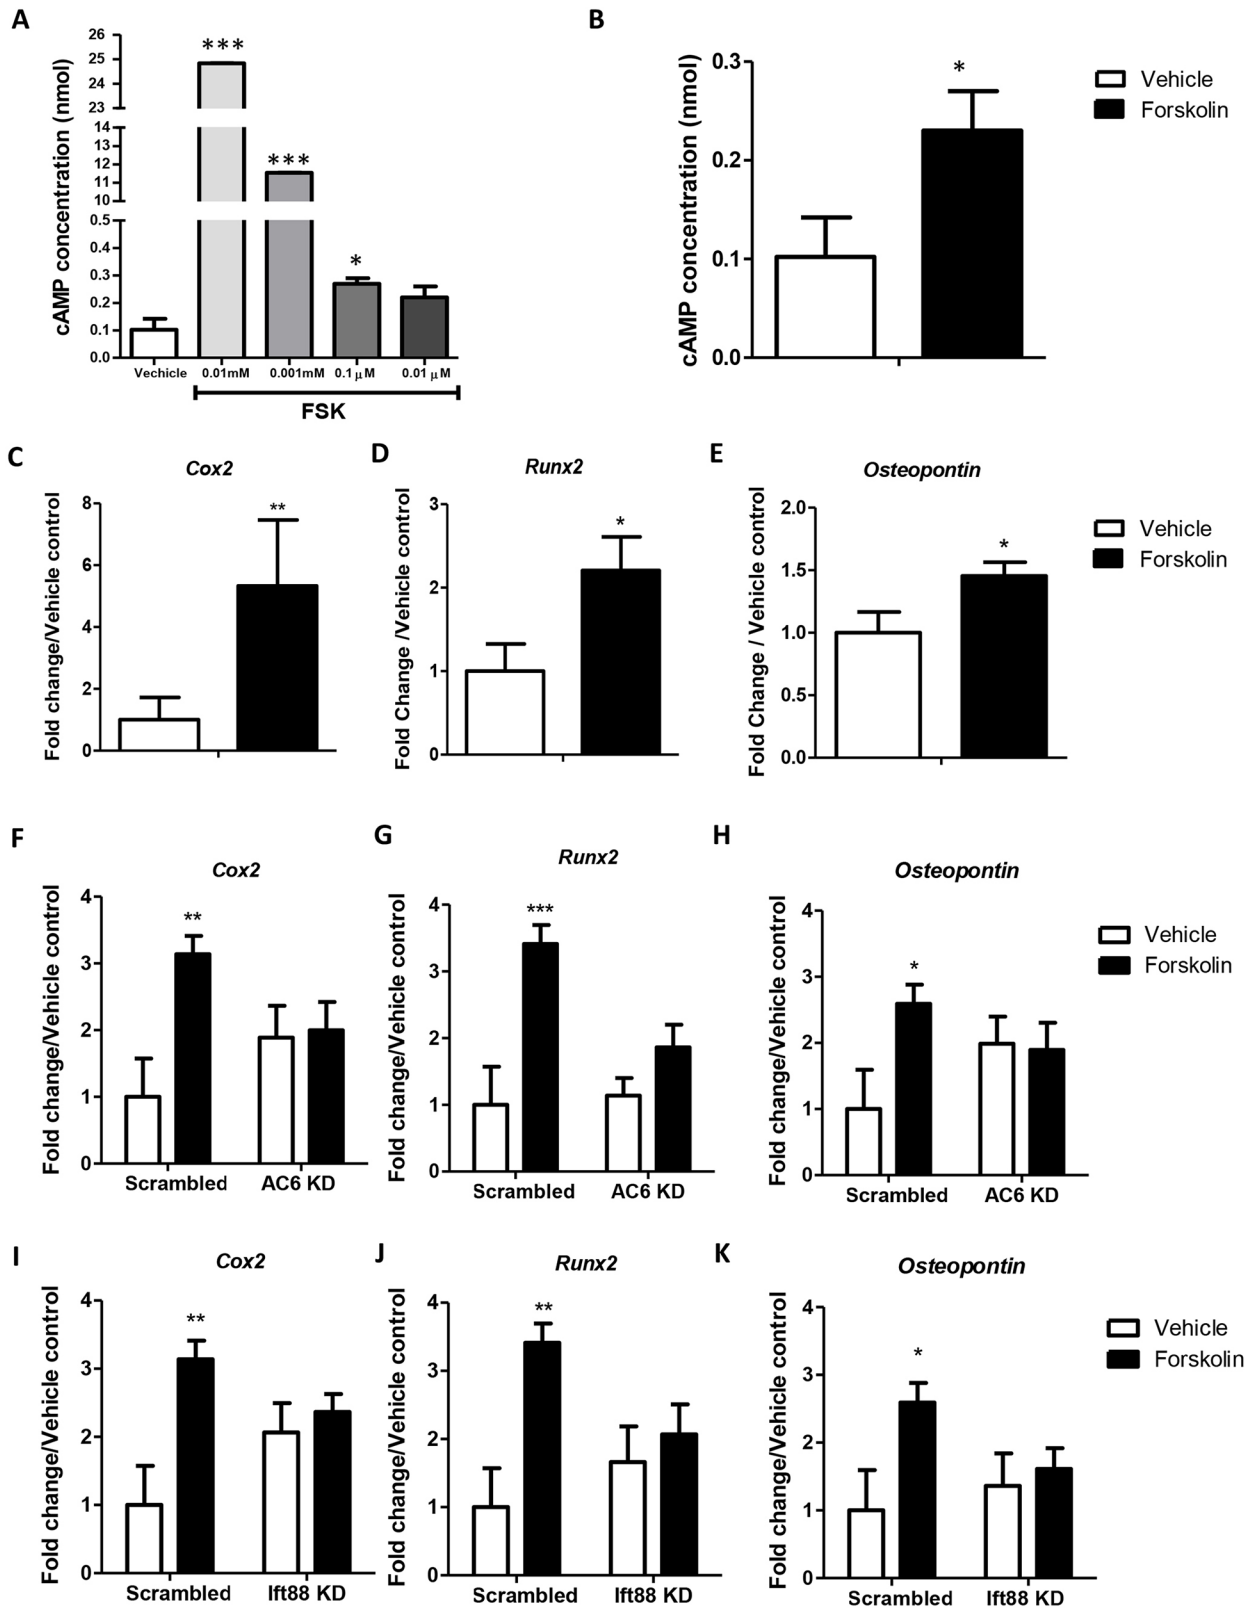 A
cAMP concentration (nmol)
26
25
24
23
14
13
12
11
10
0.5
0.4
0.3
0.2
0.1
0.0
***
***
*
Vechicle 0.01mM 0.001mM 0.1 μM 0.01 μM
FSK
B
cAMP concentration (nmol)
0.3
0.2
0.1
0.0
*
Vehicle
Forskolin
C
Cox2
Fold change/Vehicle control
8
6
4
2
0
**
D
Runx2
Fold Change /Vehicle control
3
2
1
0
*
E
Osteopontin
Fold Change / Vehicle control
2.0
1.5
1.0
0.5
0.0
*
Vehicle
Forskolin
F
Cox2
Fold change/Vehicle control
4
3
2
1
0
**
Scrambled AC6 KD
G
Runx2
Fold change/Vehicle control
4
3
2
1
0
***
Scrambled AC6 KD
H
Osteopontin
Fold change/Vehicle control
4
3
2
1
0
*
Scrambled AC6 KD
Vehicle
Forskolin
I
Cox2
Fold change/Vehicle control
4
3
2
1
0
**
Scrambled Ift88 KD
J
Runx2
Fold change/Vehicle control
4
3
2
1
0
**
Scrambled Ift88 KD
K
Osteopontin
Fold change/Vehicle control
4
3
2
1
0
*
Scrambled Ift88 KD
Vehicle
Forskolin